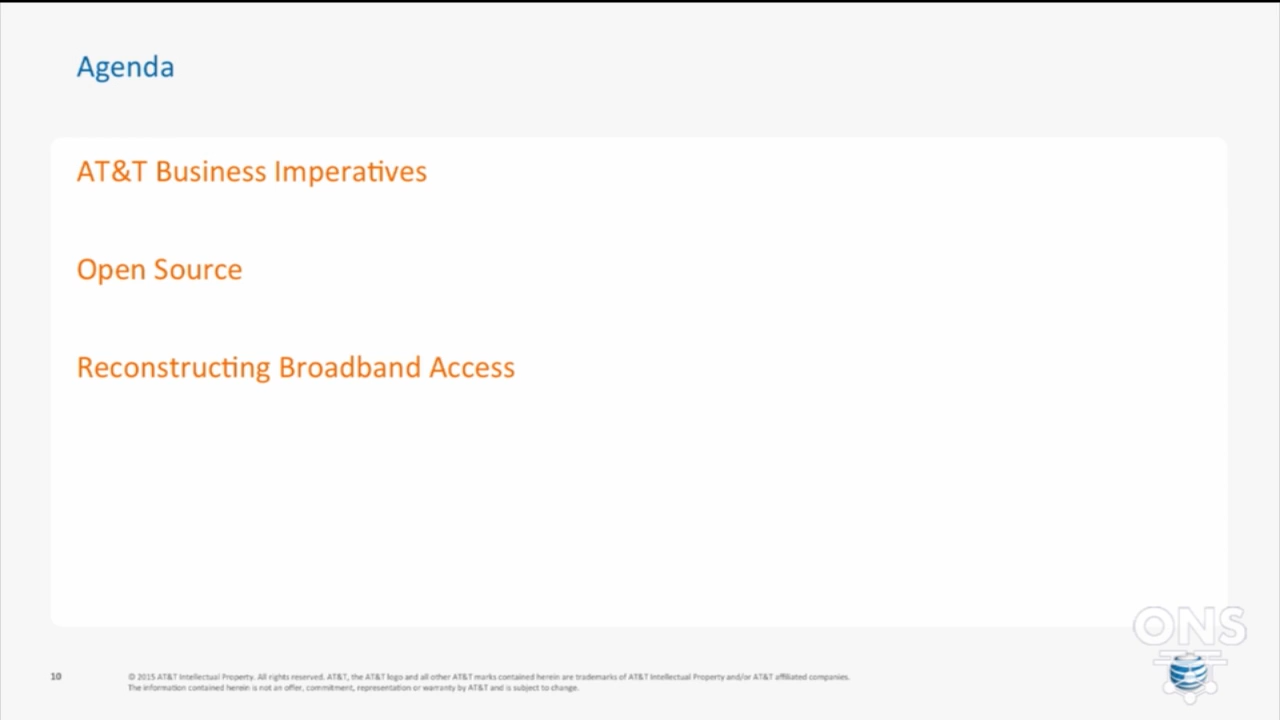 Agenda
AT&T Business Imperatives
Open Source
Reconstructing Broadband Access
10
© 2015 AT&T Intellectual Property. All rights reserved. AT&T, the AT&T logo and all other AT&T marks contained herein are trademarks of AT&T Intellectual Property and/or AT&T affiliated companies.
The information contained herein is not an offer, commitment, representation or warranty by AT&T and is subject to change.
ONS